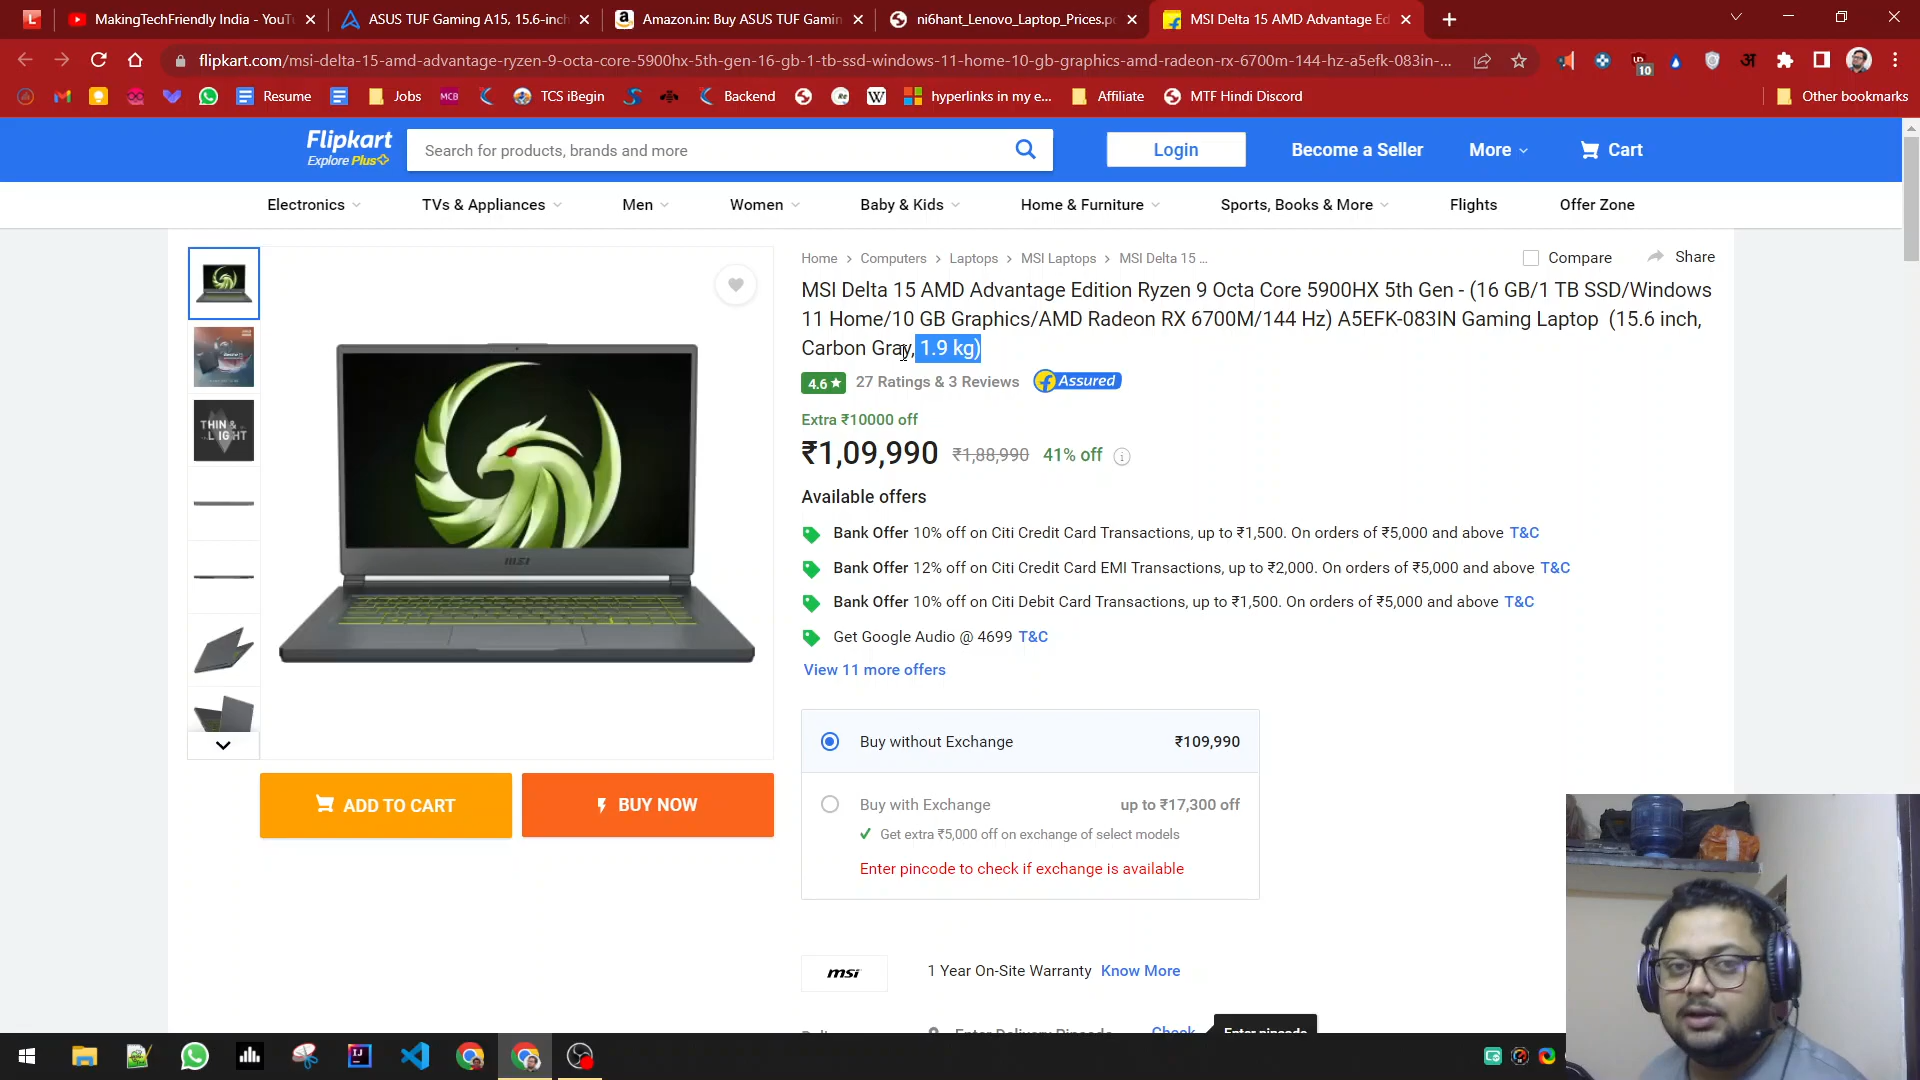 MakingTechFriendly India - YouTu
ASUS TUF Gaming A15, 15.6-inch
Amazon.in: Buy ASUS TUF Gamin
ni6hant_Lenovo_Laptop_Prices.pd
MSI Delta 15 AMD Advantage Ed
flipkart.com/msi-delta-15-amd-advantage-ryzen-9-octa-core-5900hx-5th-gen-16-gb-1-tb-ssd-windows-11-home-10-gb-graphics-amd-radeon-rx-6700m-144-hz-a5efk-083in-...
10
अ
Resume
Jobs
MCB
TCS iBegin
Backend
Re
W
hyperlinks in my e...
Affiliate
MTF Hindi Discord
Other bookmarks
Flipkart
Explore Plus
Search for products, brands and more
Login
Become a Seller
More
Cart
Electronics
TVs & Appliances
Men
Women
Baby & Kids
Home & Furniture
Sports, Books & More
Flights
Offer Zone
Home > Computers > Laptops > MSI Laptops > MSI Delta 15 ...
Compare
Share
MSI Delta 15 AMD Advantage Edition Ryzen 9 Octa Core 5900HX 5th Gen - (16 GB/1 TB SSD/Windows
11 Home/10 GB Graphics/AMD Radeon RX 6700M/144 Hz) A5EFK-083IN Gaming Laptop (15.6 inch,
Carbon Gray, 1.9 kg)
4.6 ★
27 Ratings & 3 Reviews
Assured
Extra ₹10000 off
₹1,09,990
₹1,88,990
41% off
i
Available offers
Bank Offer 10% off on Citi Credit Card Transactions, up to ₹1,500. On orders of ₹5,000 and above T&C
Bank Offer 12% off on Citi Credit Card EMI Transactions, up to ₹2,000. On orders of ₹5,000 and above T&C
Bank Offer 10% off on Citi Debit Card Transactions, up to ₹1,500. On orders of ₹5,000 and above T&C
Get Google Audio @ 4699 T&C
View 11 more offers
THIN &
LIGHT
msi
Buy without Exchange
₹109,990
Buy with Exchange
up to ₹17,300 off
Get extra ₹5,000 off on exchange of select models
Enter pincode to check if exchange is available
ADD TO CART
BUY NOW
msi
1 Year On-Site Warranty Know More
Enter Delivery Pincode
Check
Enter pincode